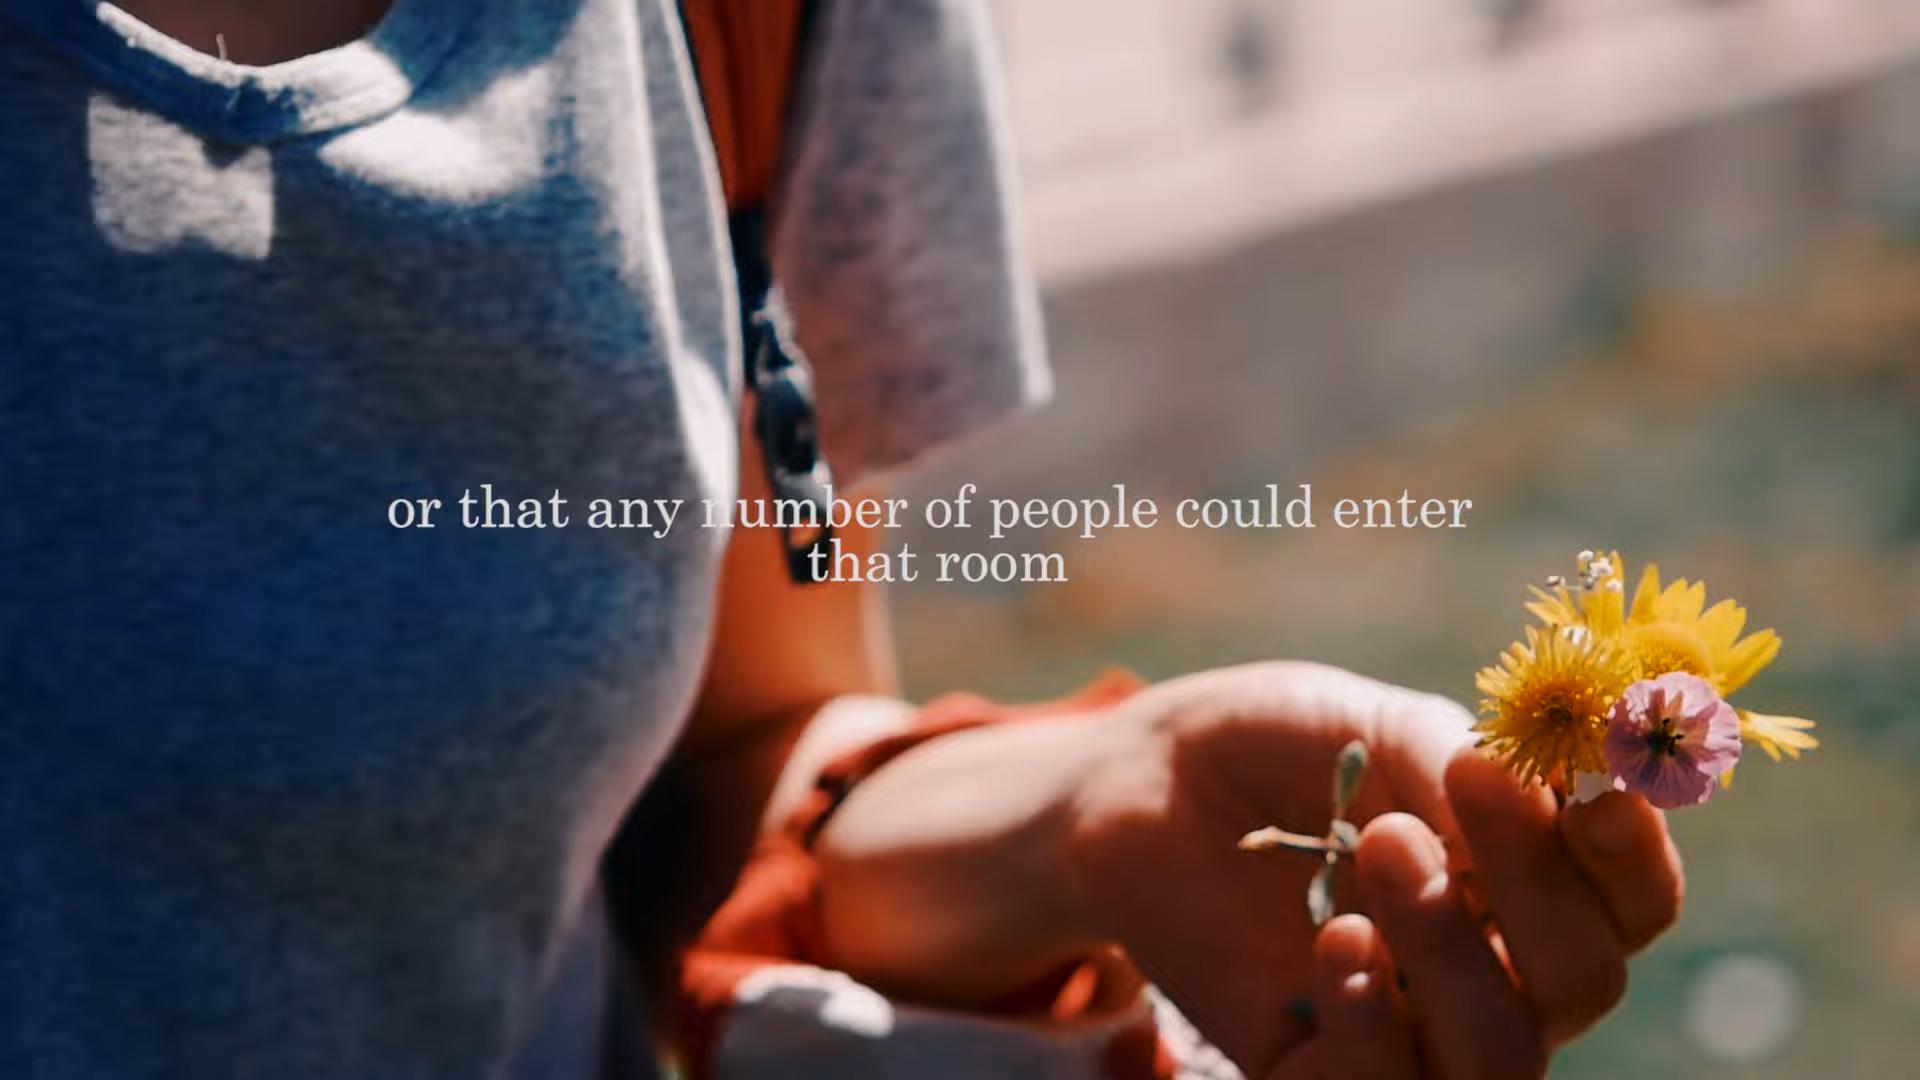 or that any number of people could enter
that room